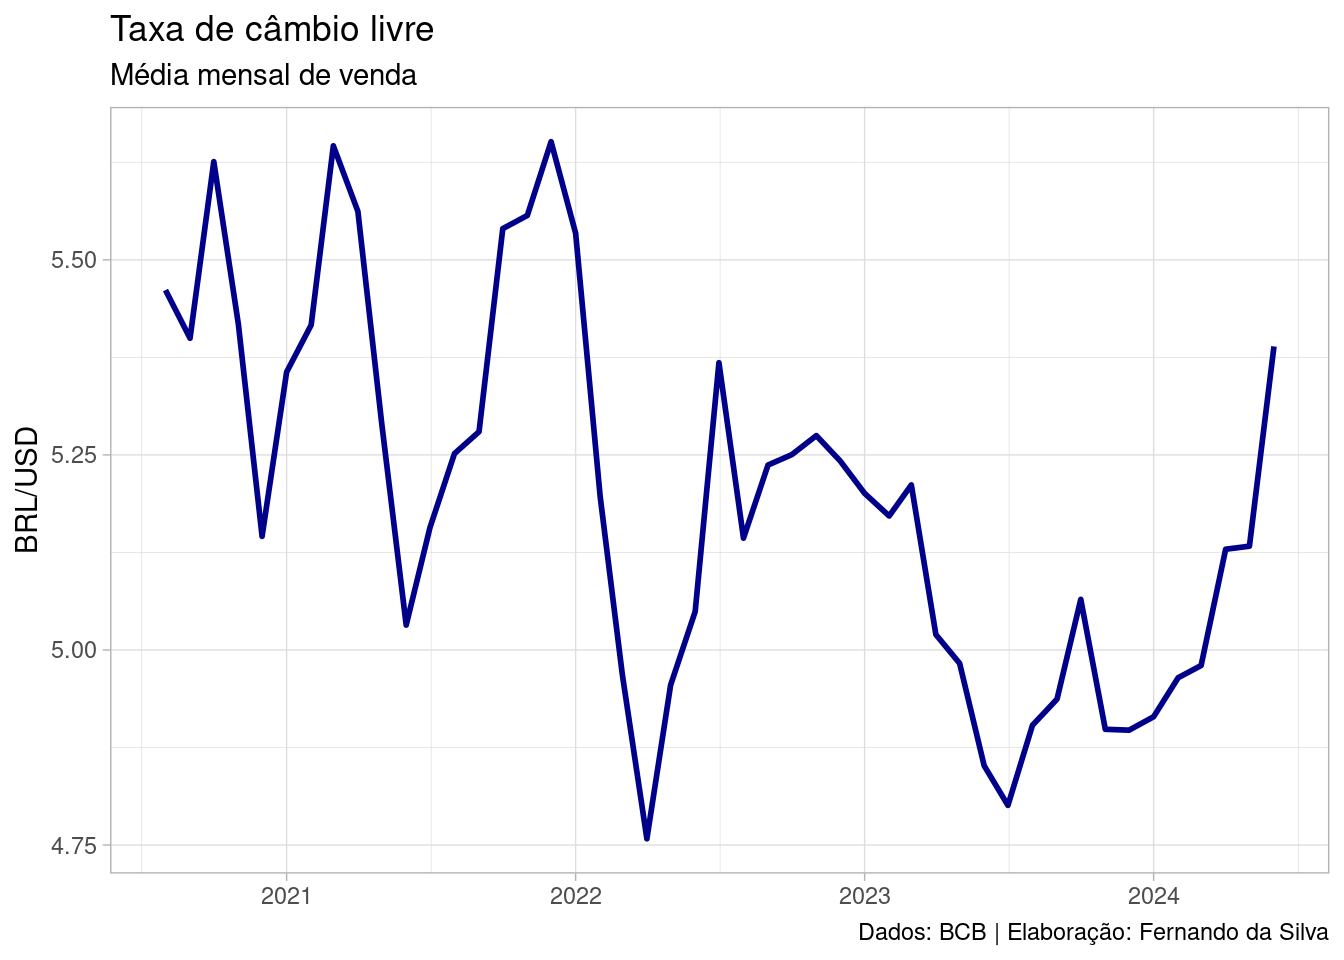 Taxa de câmbio livre
Média mensal de venda
BRL/USD
5.50
5.25
5.00
4.75
2021
2022
2023
2024
Dados: BCB | Elaboração: Fernando da Silva